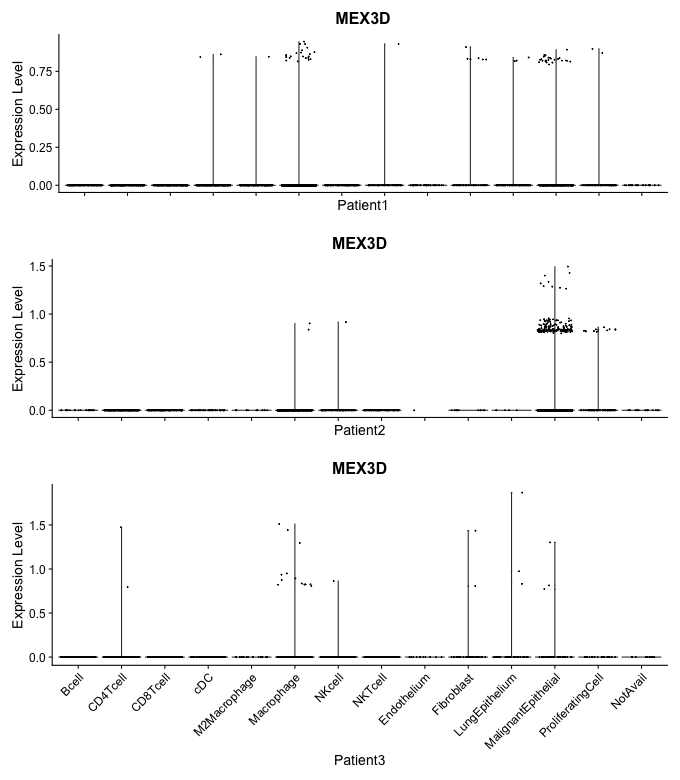 MEX3D
Expression Level
0.75
0.50
0.25
0.00
Patient1
MEX3D
Expression Level
1.5
1.0
0.5
0.0
Patient2
MEX3D
Expression Level
1.5
1.0
0.5
0.0
Bcell
CD4Tcell
CD8Tcell
cDC
M2Macrophage
Macrophage
NKcell
NKTcell
Endothelium
Fibroblast
LungEpithelium
MalignantEpithelial
ProliferatingCell
NotAvail
Patient3